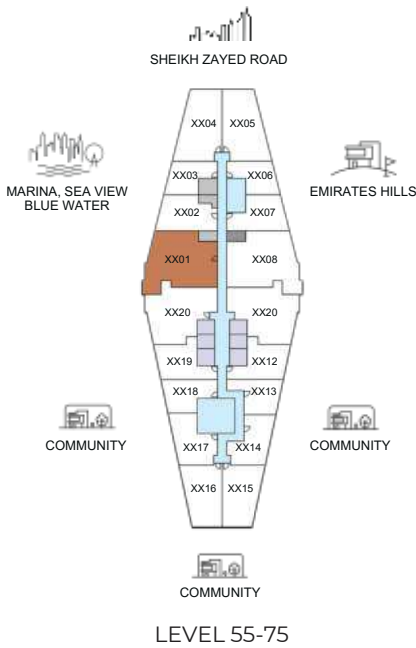 SHEIKH ZAYED ROAD
XX04 XX05
MARINA, SEA VIEW
BLUE WATER
XX03 XX06
EMIRATES HILLS
XX02 XX07
XX01 XX08
XX20 XX20
XX19 XX12
XX18 XX13
COMMUNITY
COMMUNITY
XX17 XX14
XX16 XX15
COMMUNITY
LEVEL 55-75